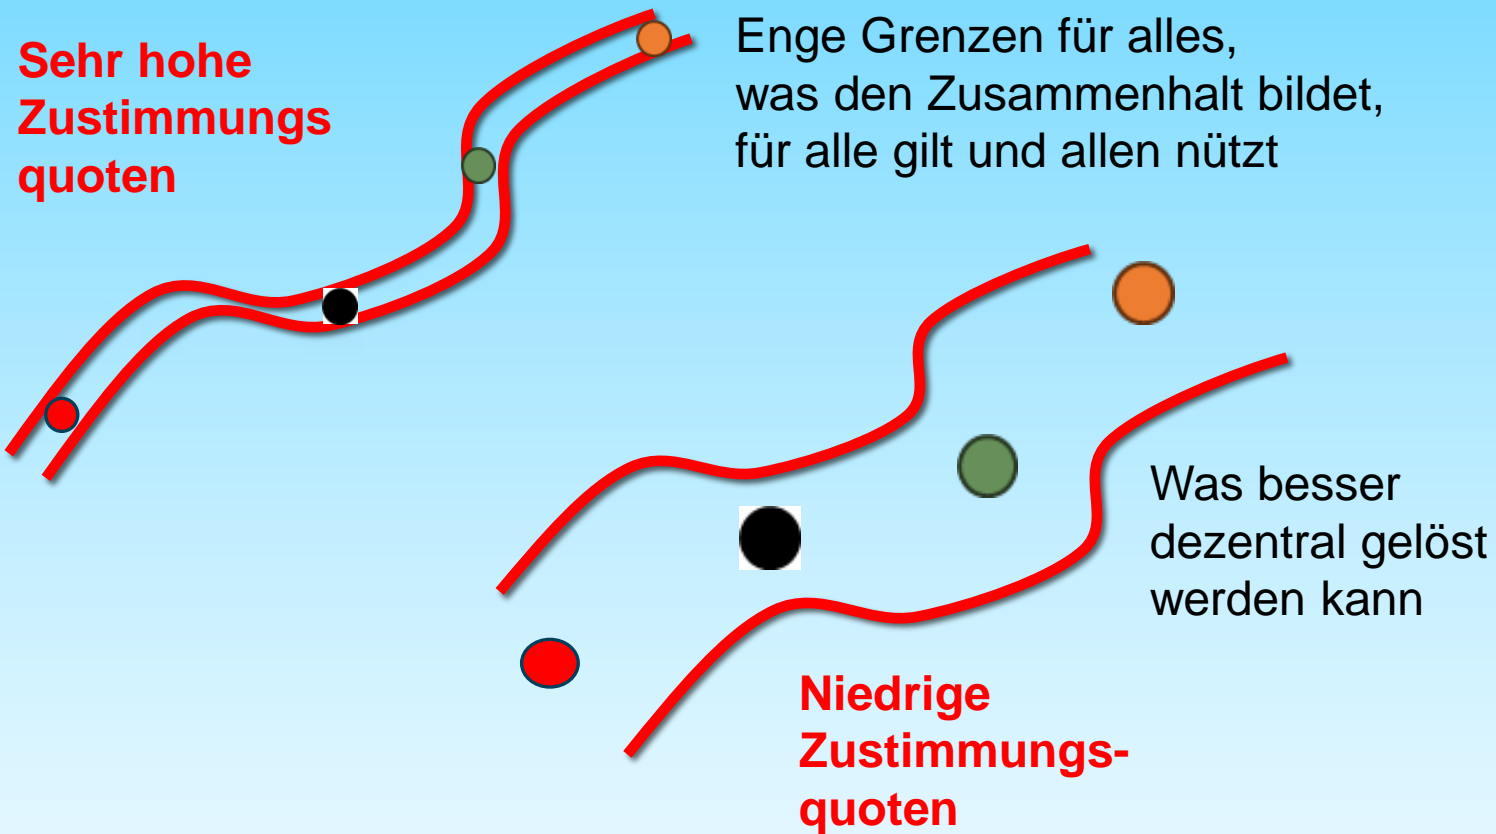 Sehr hohe
Zustimmungs
quoten
Enge Grenzen für alles,
was den Zusammenhalt bildet,
für alle gilt und allen nützt
Was besser
dezentral gelöst
werden kann
Niedrige
Zustimmungs-
quoten